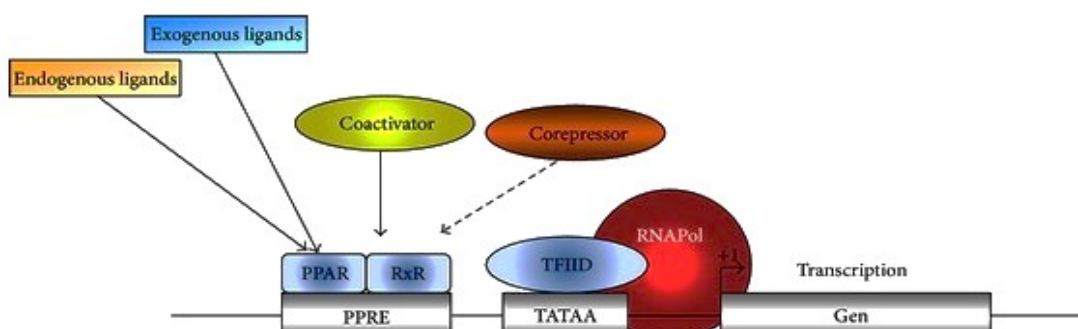 Exogenous ligands
Endogenous ligands
Coactivator
Corepressor
RNAPol
PPAR
RxR
TFIID
+1
Transcription
PPRE
TATAA
Gen